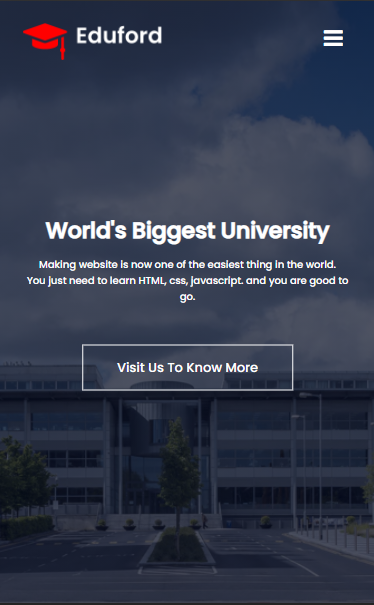 Eduford
World's Biggest University
Making website is now one of the easiest thing in the world.
You just need to learn HTML, css, javascript. and you are good to
go.
Visit Us To Know More